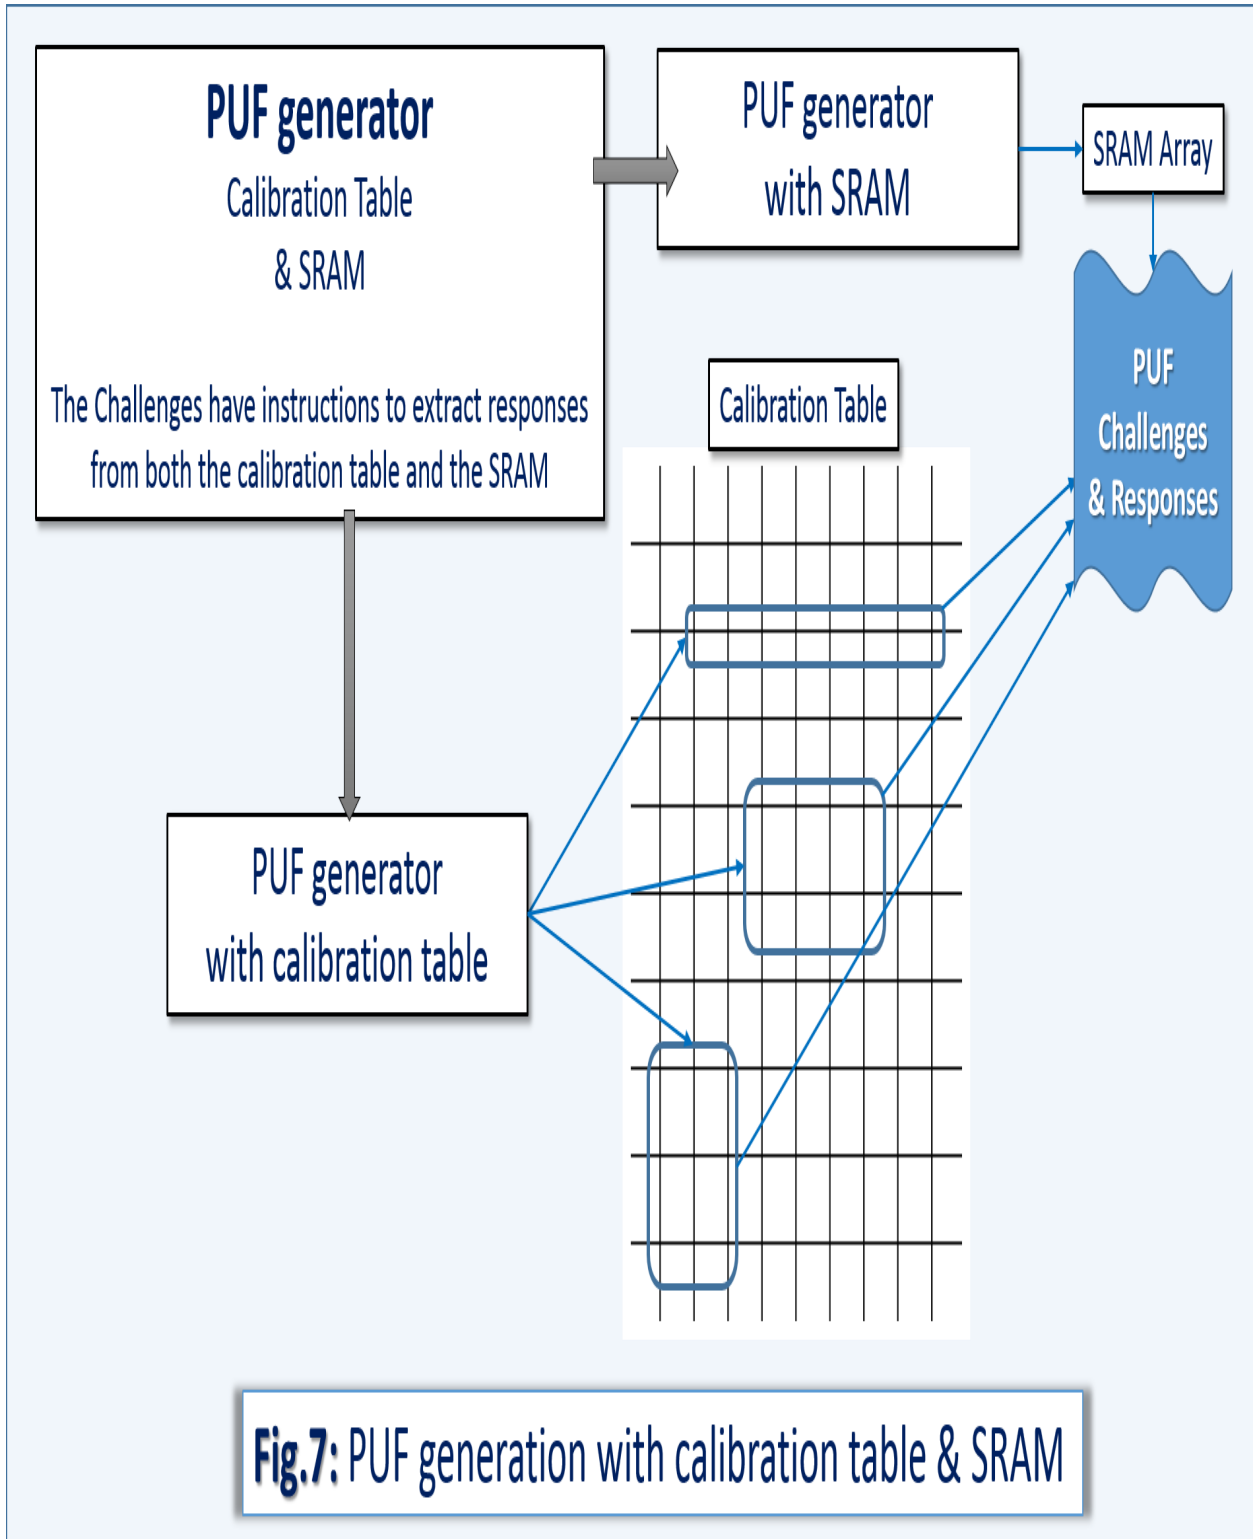 PUF generator
Calibration Table
& SRAM
The Challenges have instructions to extract responses
from both the calibration table and the SRAM
PUF generator
with SRAM
SRAM Array
PUF
Challenges
& Responses
Calibration Table
PUF generator
with calibration table
Fig.7: PUF generation with calibration table & SRAM